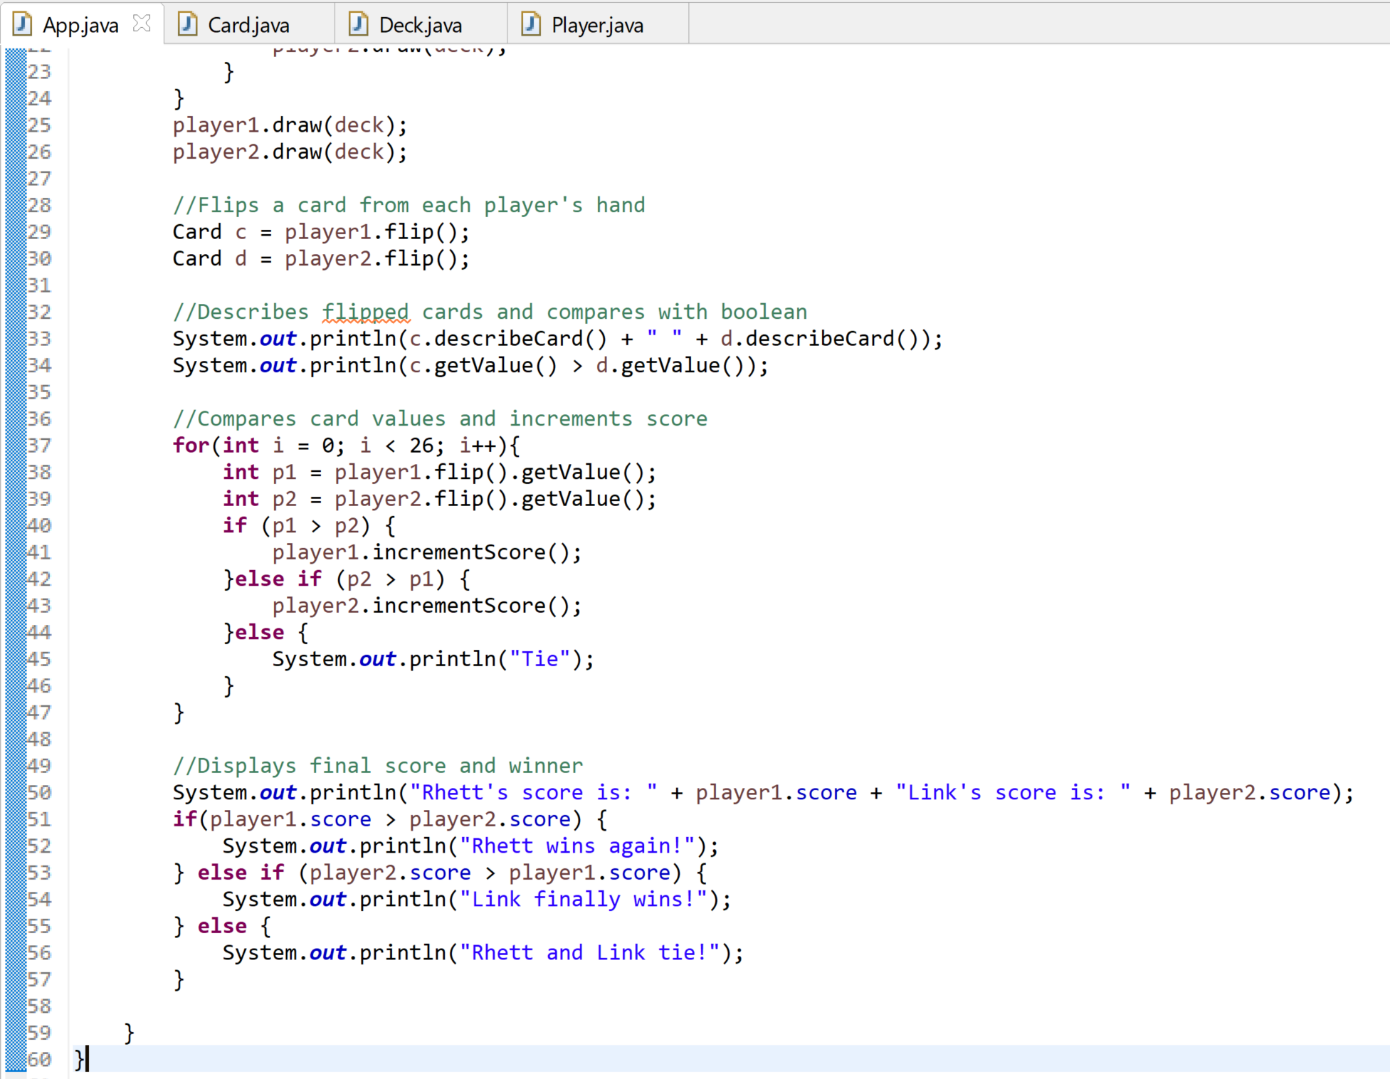 App.java Card.java Deck.java Player.java
22 player2.draw(deck);
23 }
24 }
25 player1.draw(deck);
26 player2.draw(deck);
27
28 //Flips a card from each player's hand
29 Card c = player1.flip();
30 Card d = player2.flip();
31
32 //Describes flipped cards and compares with boolean
33 System.out.println(c.describeCard() + " " + d.describeCard());
34 System.out.println(c.getValue() > d.getValue());
35
36 //Compares card values and increments score
37 for(int i = 0; i < 26; i++){
38 int p1 = player1.flip().getValue();
39 int p2 = player2.flip().getValue();
40 if (p1 > p2) {
41 player1.incrementScore();
42 }else if (p2 > p1) {
43 player2.incrementScore();
44 }else {
45 System.out.println("Tie");
46 }
47 }
48
49 //Displays final score and winner
50 System.out.println("Rhett's score is: " + player1.score + "Link's score is: " + player2.score);
51 if(player1.score > player2.score) {
52 System.out.println("Rhett wins again!");
53 } else if (player2.score > player1.score) {
54 System.out.println("Link finally wins!");
55 } else {
56 System.out.println("Rhett and Link tie!");
57 }
58
59 }
60 }